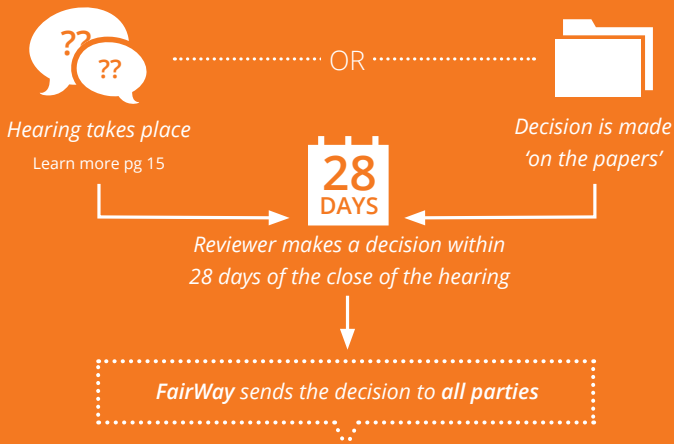 ??
??
OR
Hearing takes place
Learn more pg 15
Decision is made
‘on the papers’
28
DAYS
Reviewer makes a decision within
28 days of the close of the hearing
FairWay sends the decision to all parties